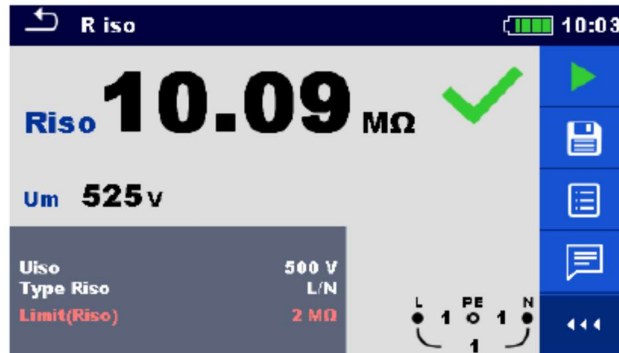 R iso 10:03
Riso 10.09 MΩ
Um 525 V
Uiso 500 V
Type Riso L/N
Limit(Riso) 2 MΩ
L PE N
1 1
1